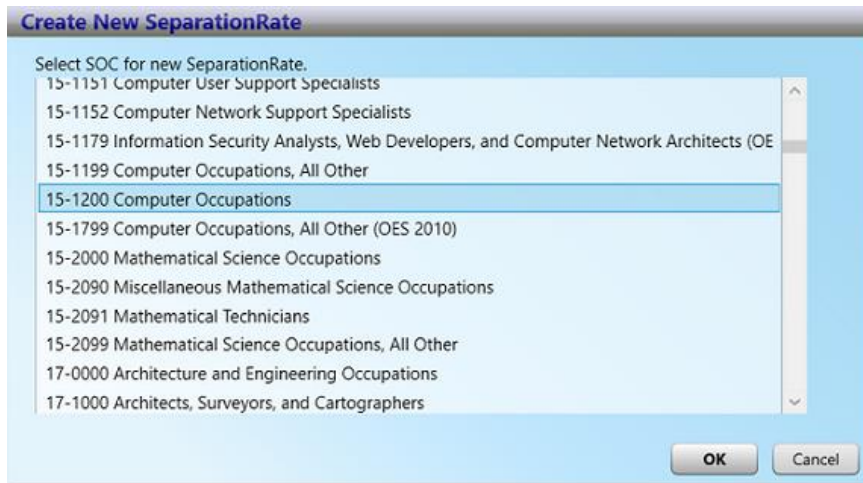 Create New SeparationRate
Select SOC for new SeparationRate.
15-1151 Computer User Support Specialists
15-1152 Computer Network Support Specialists
15-1179 Information Security Analysts, Web Developers, and Computer Network Architects (OE
15-1199 Computer Occupations, All Other
15-1200 Computer Occupations
15-1799 Computer Occupations, All Other (OES 2010)
15-2000 Mathematical Science Occupations
15-2090 Miscellaneous Mathematical Science Occupations
15-2091 Mathematical Technicians
15-2099 Mathematical Science Occupations, All Other
17-0000 Architecture and Engineering Occupations
17-1000 Architects, Surveyors, and Cartographers
OK Cancel